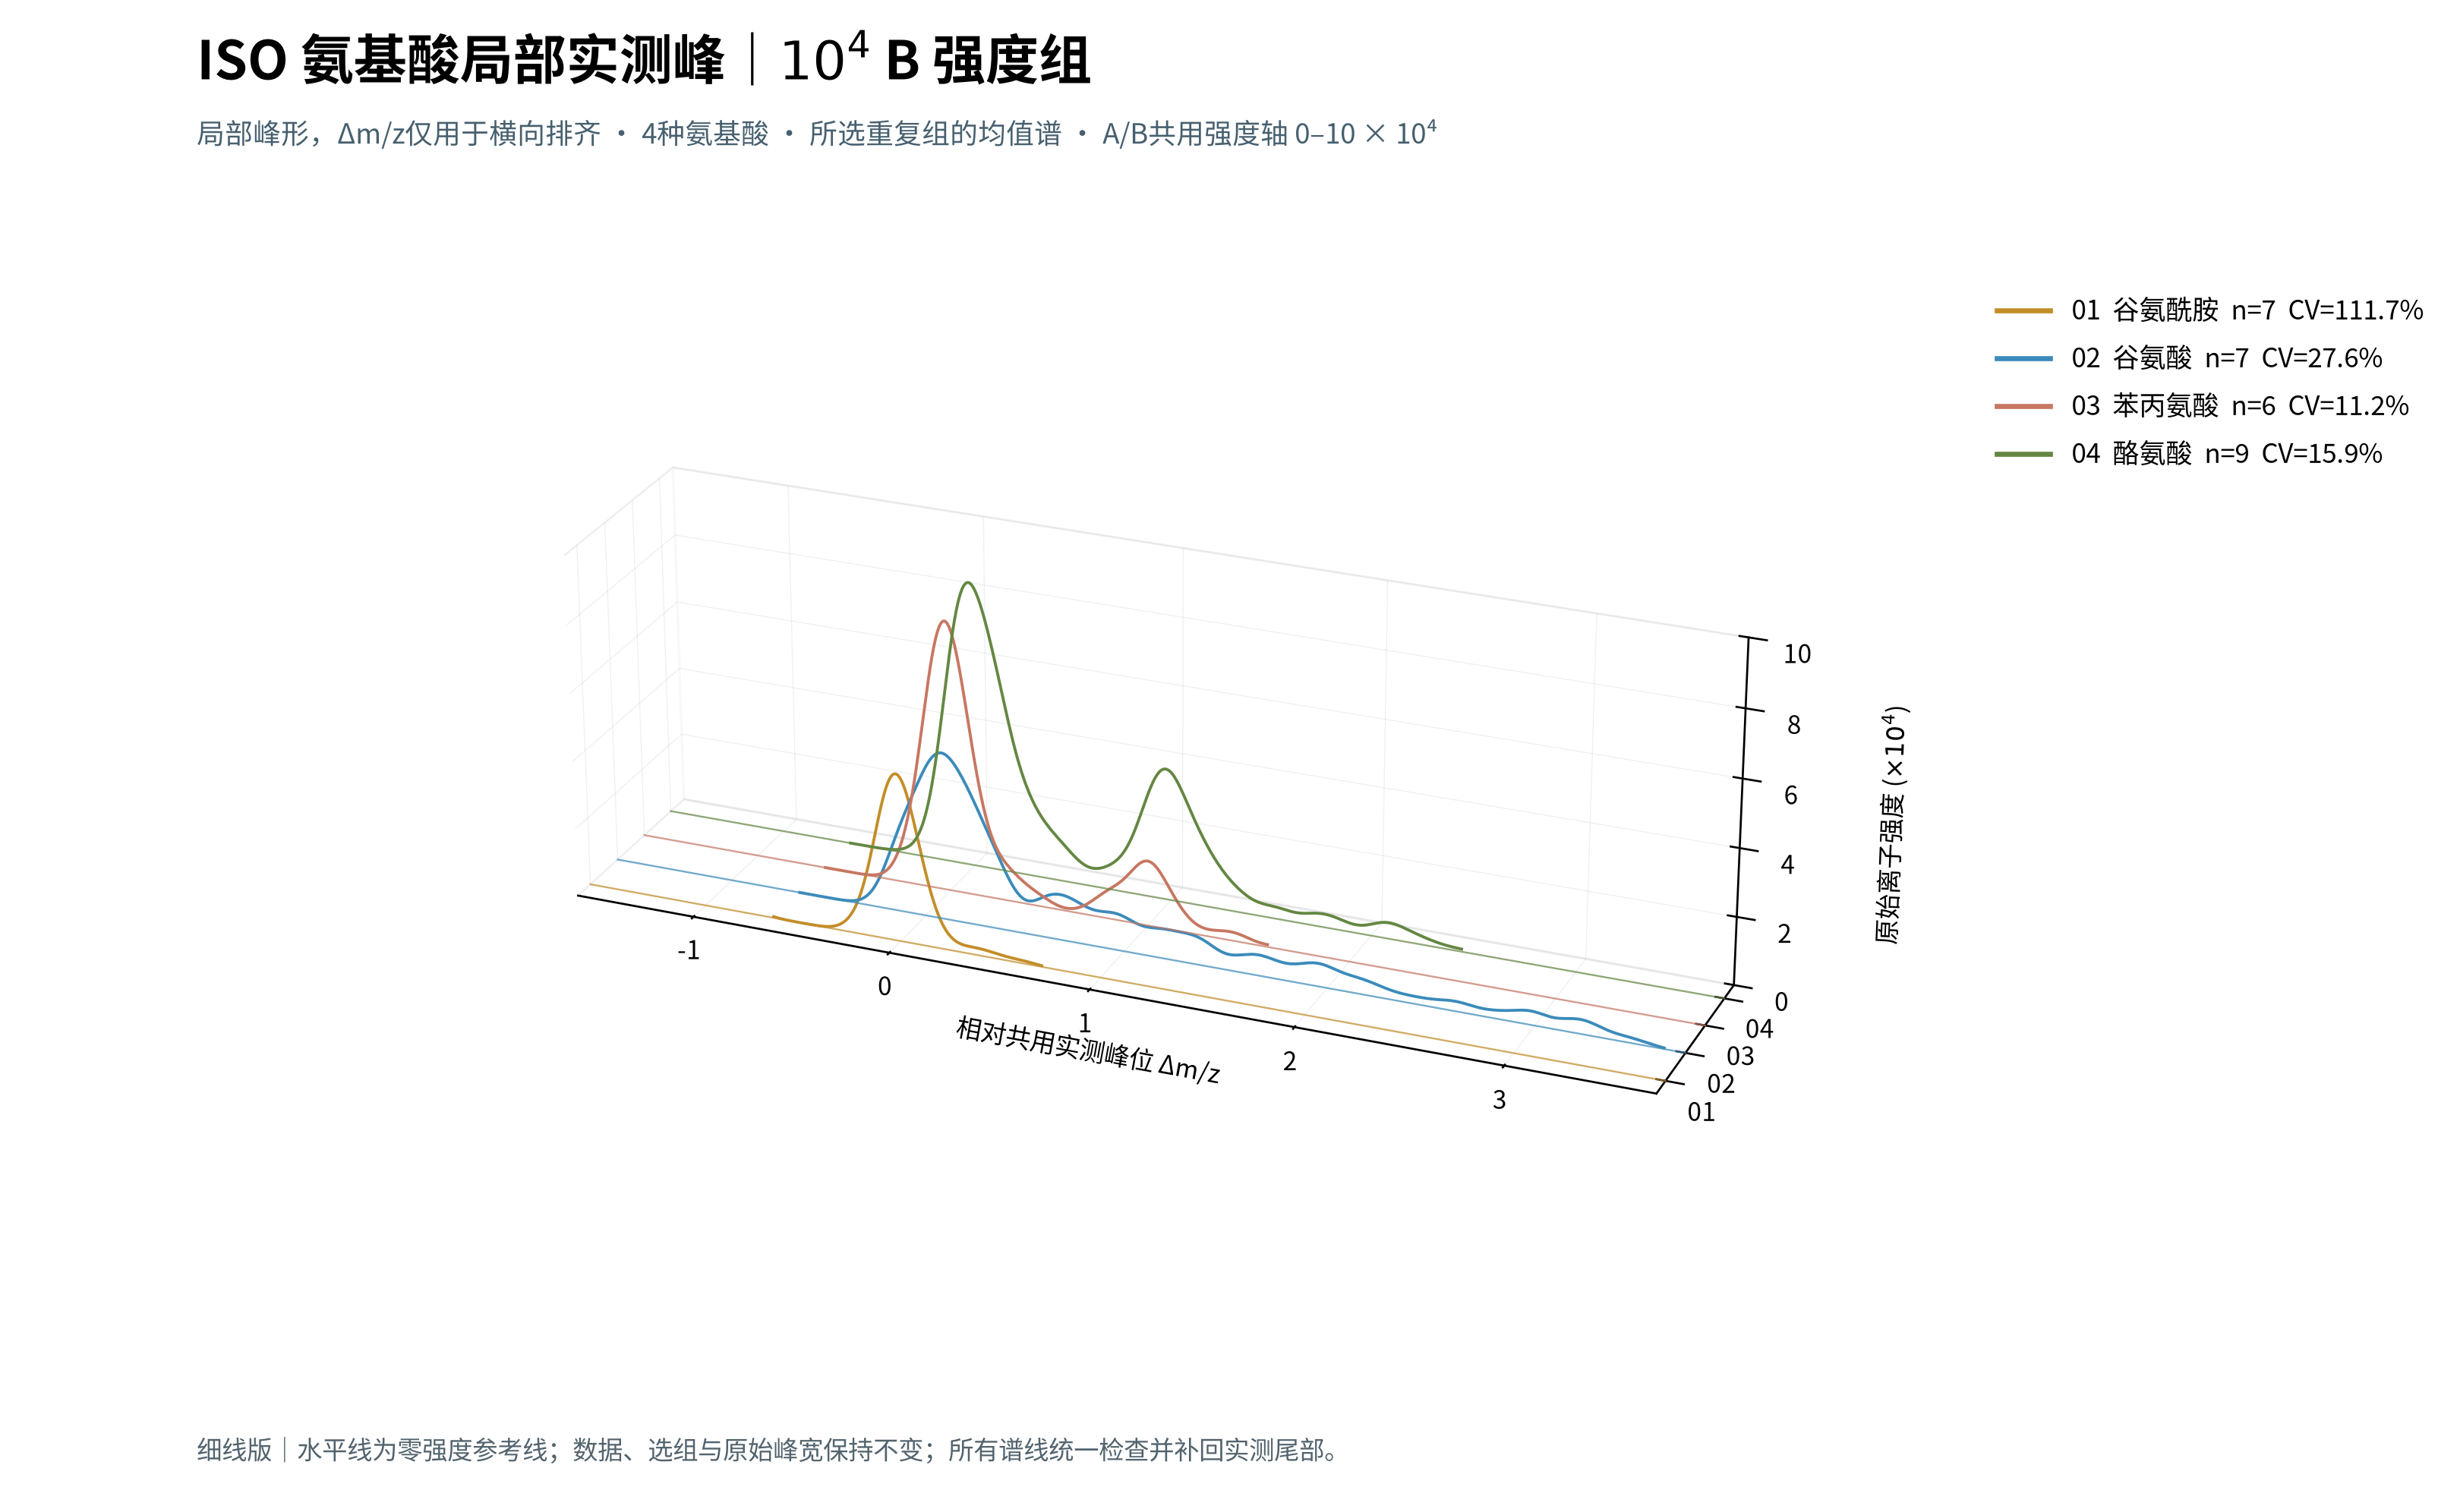 ISO 氨基酸局部实测峰｜10⁴ B 强度组
局部峰形，Δm/z仅用于横向排齐 · 4种氨基酸 · 所选重复组的均值谱 · A/B共用强度轴 0–10 × 10⁴
01 谷氨酰胺 n=7 CV=111.7%
02 谷氨酸 n=7 CV=27.6%
03 苯丙氨酸 n=6 CV=11.2%
04 酪氨酸 n=9 CV=15.9%
10
8
6
4
2
0
原始离子强度 (×10⁴)
04
03
02
01
-1
0
1
2
3
相对共用实测峰位 Δm/z
细线版｜水平线为零强度参考线；数据、选组与原始峰宽保持不变；所有谱线统一检查并补回实测尾部。